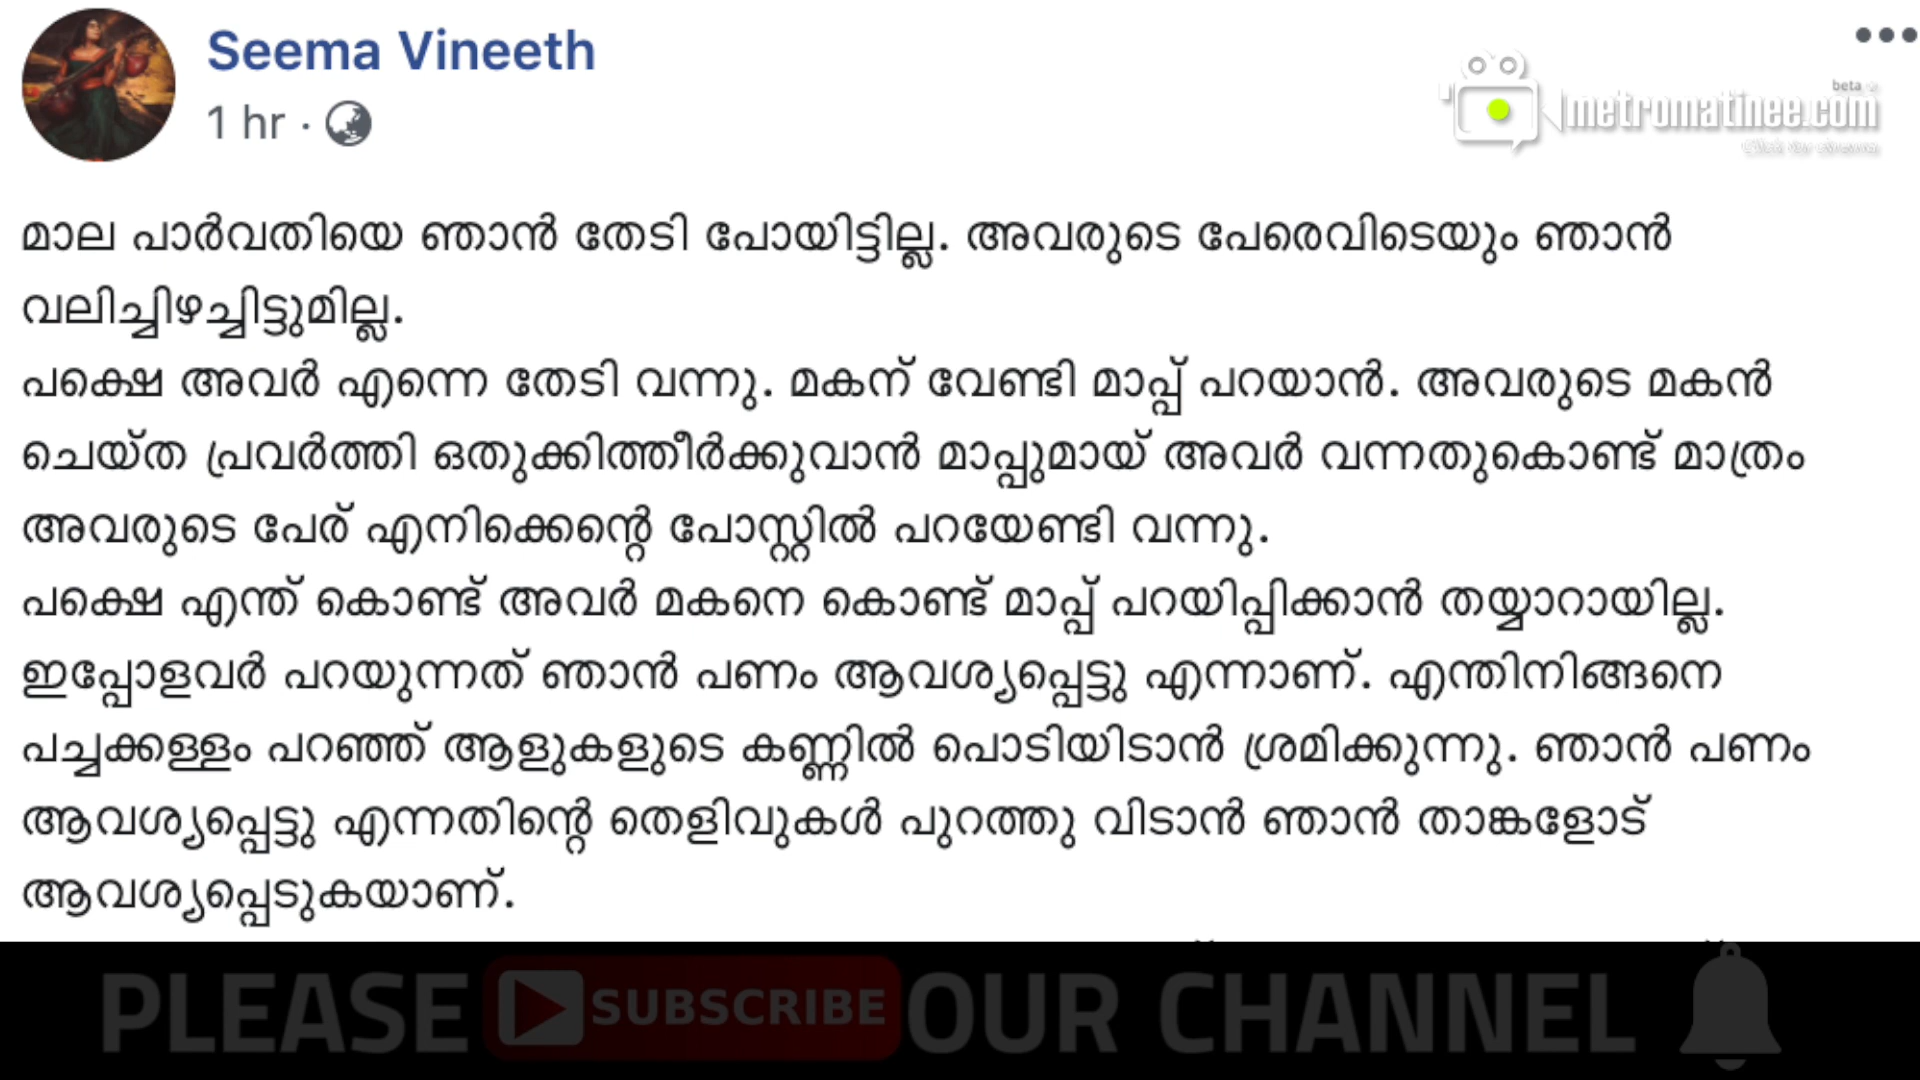 Seema Vineeth
1 hr ·
beta
metromatinee.com
മാല പാർവതിയെ ഞാൻ തേടി പോയിട്ടില്ല. അവരുടെ പേരെവിടെയും ഞാൻ
വലിച്ചിഴച്ചിട്ടുമില്ല.
പക്ഷെ അവർ എന്നെ തേടി വന്നു. മകന് വേണ്ടി മാപ്പ് പറയാൻ. അവരുടെ മകൻ
ചെയ്ത പ്രവർത്തി ഒതുക്കിത്തീർക്കുവാൻ മാപ്പുമായ് അവർ വന്നതുകൊണ്ട് മാത്രം
അവരുടെ പേര് എനിക്കെന്റെ പോസ്റ്റിൽ പറയേണ്ടി വന്നു.
പക്ഷെ എന്ത് കൊണ്ട് അവർ മകനെ കൊണ്ട് മാപ്പ് പറയിപ്പിക്കാൻ തയ്യാറായില്ല.
ഇപ്പോളവർ പറയുന്നത് ഞാൻ പണം ആവശ്യപ്പെട്ടു എന്നാണ്. എന്തിനിങ്ങനെ
പച്ചക്കള്ളം പറഞ്ഞ് ആളുകളുടെ കണ്ണിൽ പൊടിയിടാൻ ശ്രമിക്കുന്നു. ഞാൻ പണം
ആവശ്യപ്പെട്ടു എന്നതിന്റെ തെളിവുകൾ പുറത്തു വിടാൻ ഞാൻ താങ്കളോട്
ആവശ്യപ്പെടുകയാണ്.
PLEASE SUBSCRIBE OUR CHANNEL